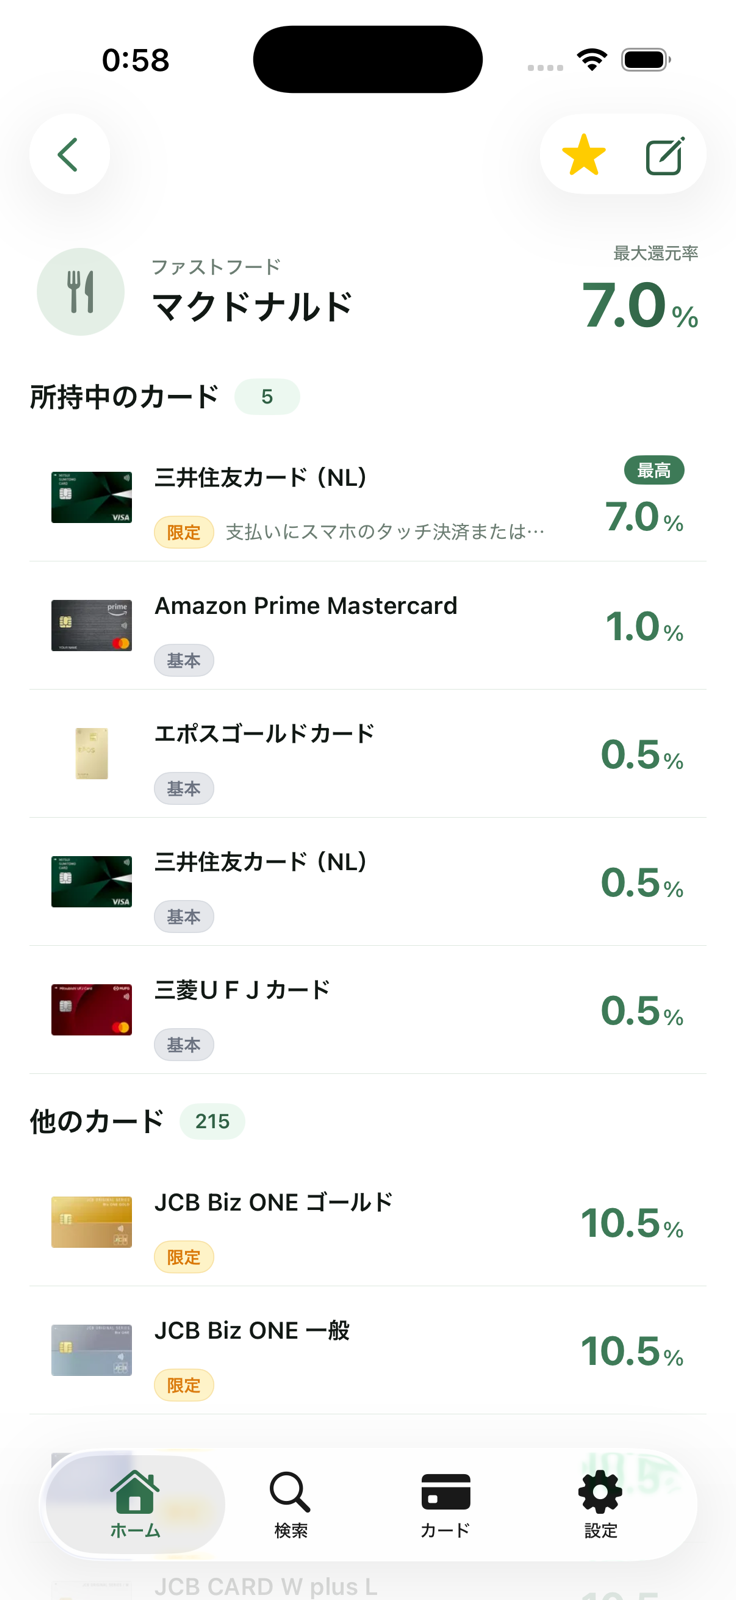 0:58
ファストフード
マクドナルド
最大還元率
7.0%
所持中のカード 5
三井住友カード（NL）
限定 支払いにスマホのタッチ決済または…
最高
7.0%
Amazon Prime Mastercard
基本
1.0%
エポスゴールドカード
基本
0.5%
三井住友カード（NL）
基本
0.5%
三菱ＵＦＪカード
基本
0.5%
他のカード 215
JCB Biz ONE ゴールド
限定
10.5%
JCB Biz ONE 一般
限定
10.5%
ホーム
検索
カード
設定
JCB CARD W plus L